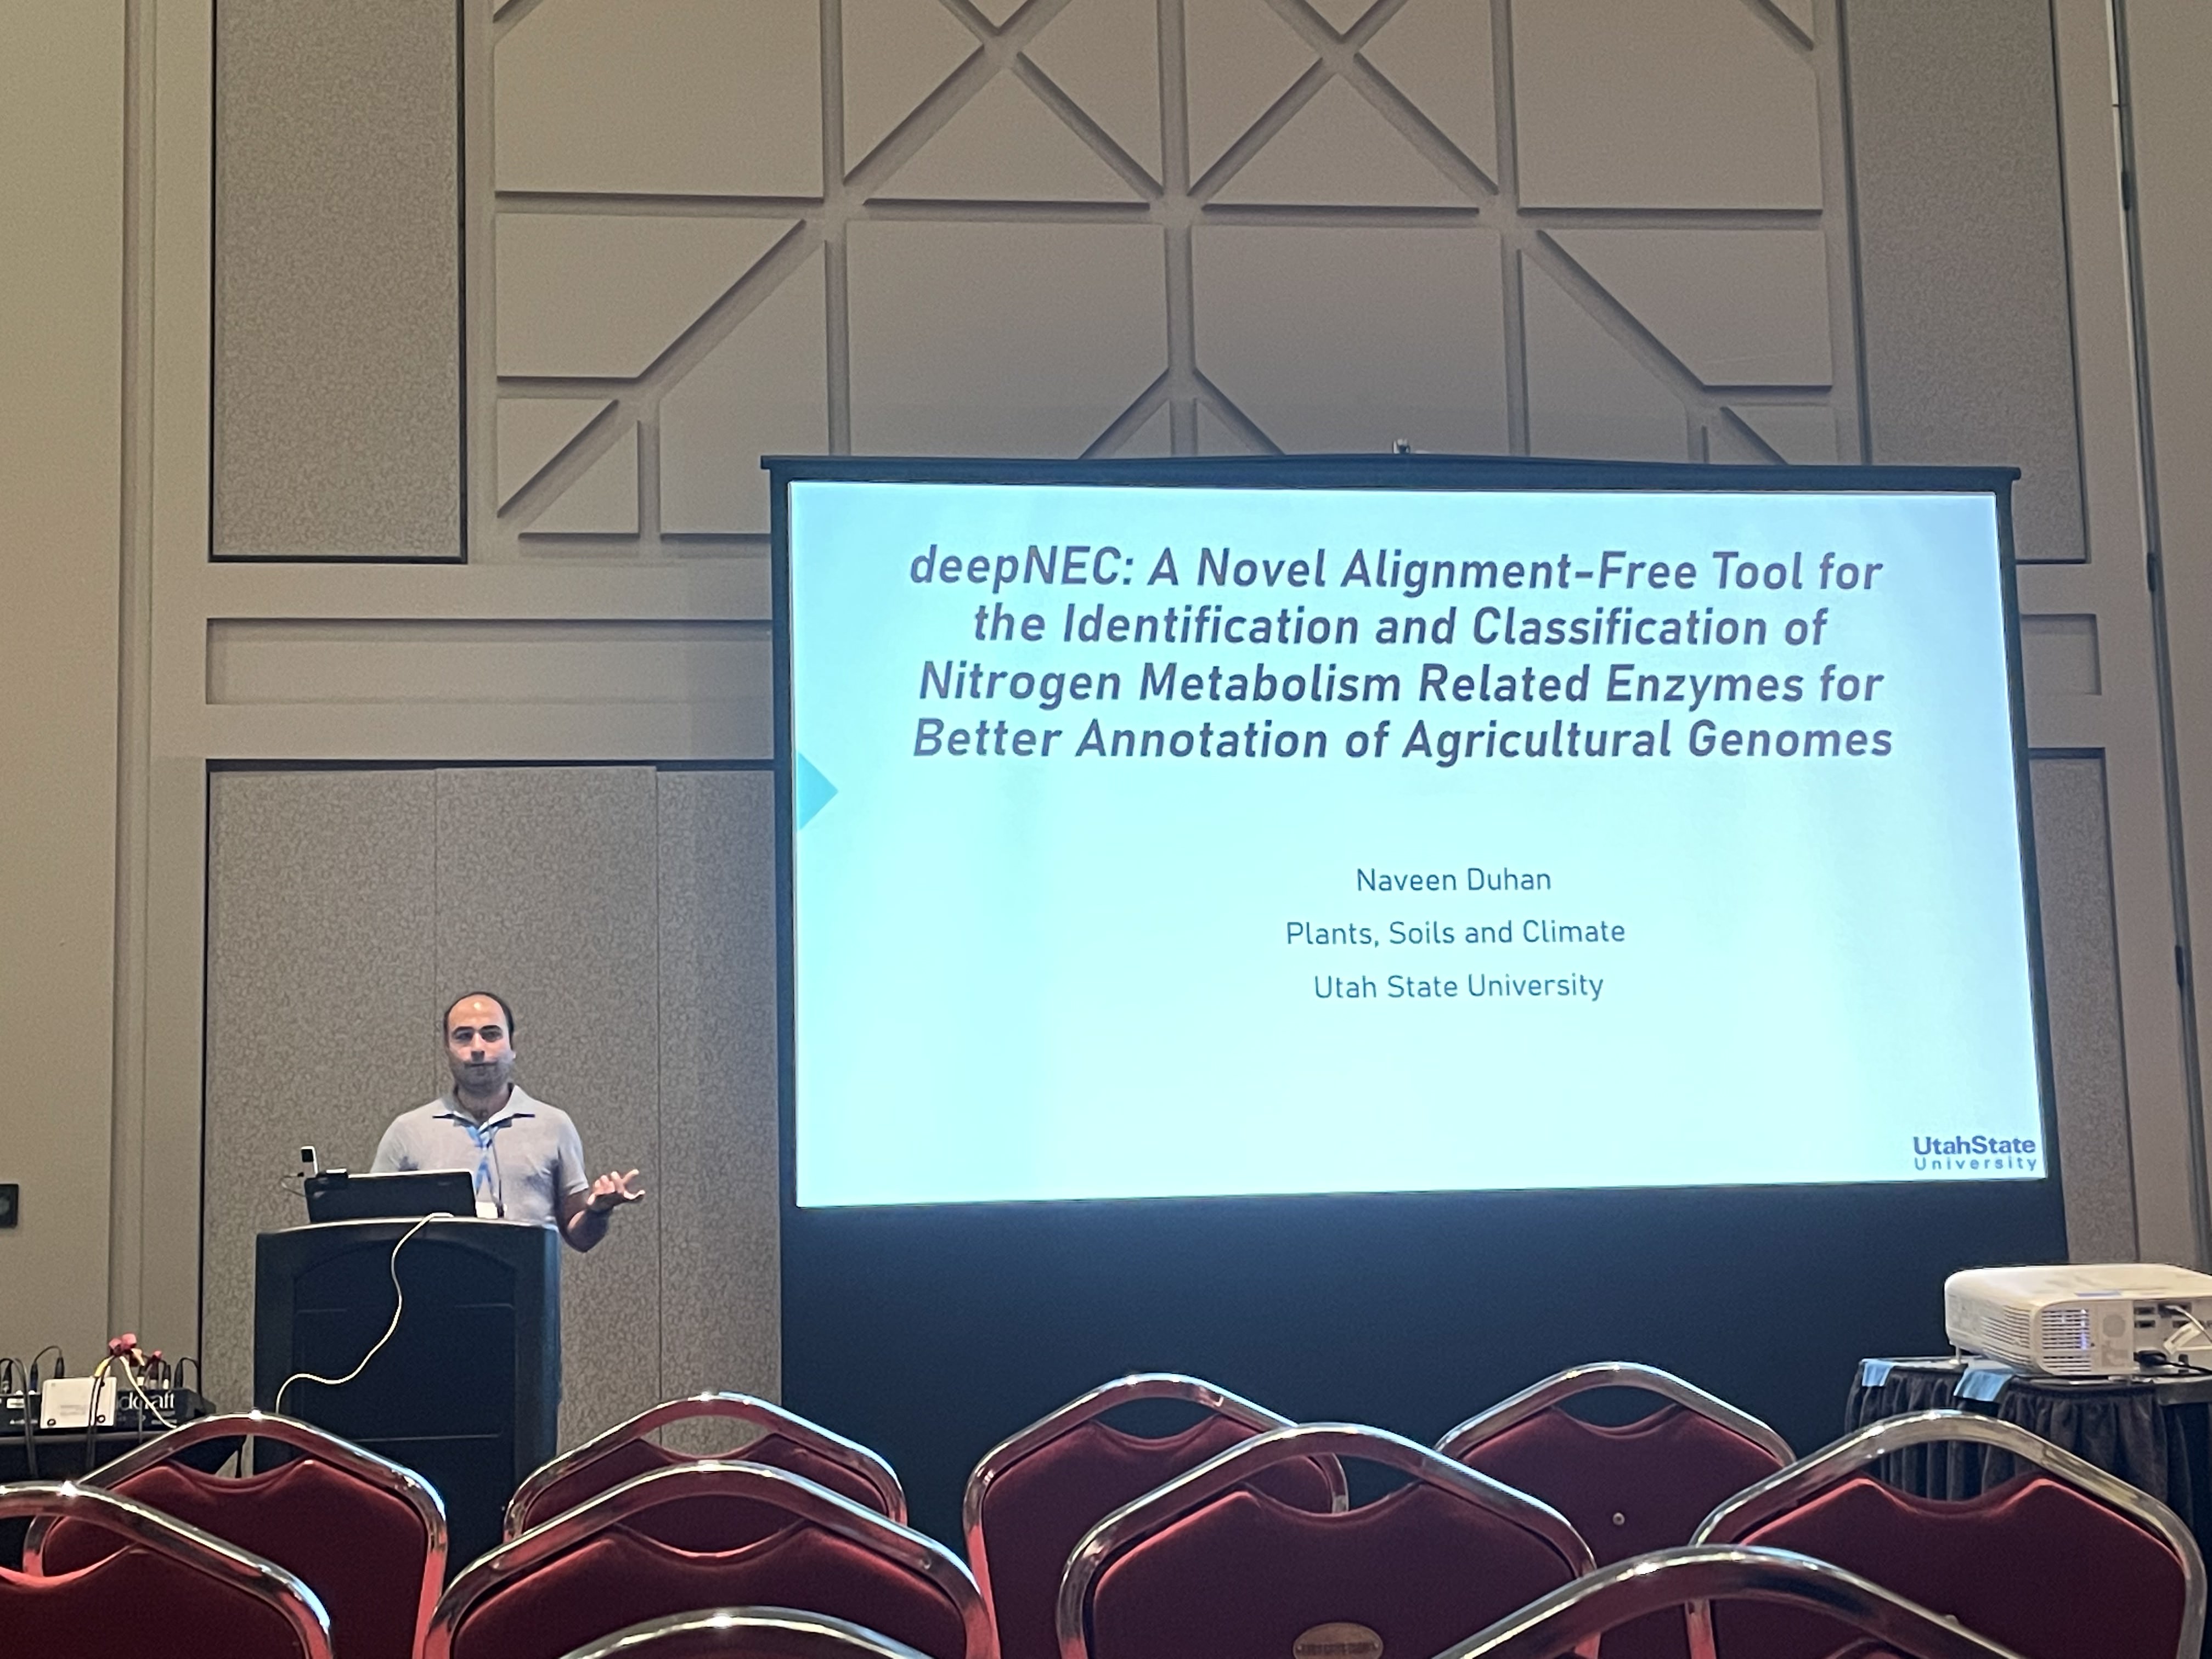 deepNEC: A Novel Alignment-Free Tool for
the Identification and Classification of
Nitrogen Metabolism Related Enzymes for
Better Annotation of Agricultural Genomes
Naveen Duhan
Plants, Soils and Climate
Utah State University
UtahState
University